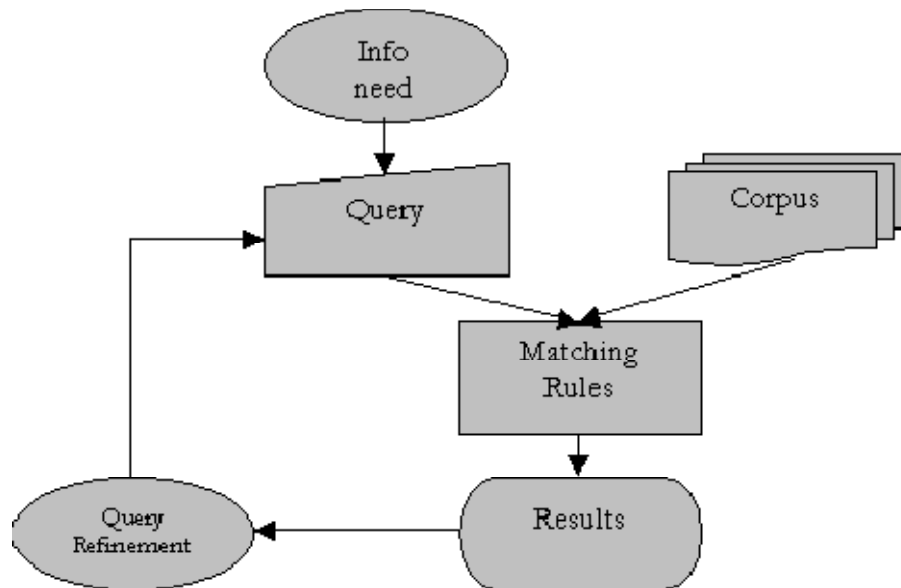 Info
need
Query
Corpus
Matching
Rules
Results
Query
Refinement